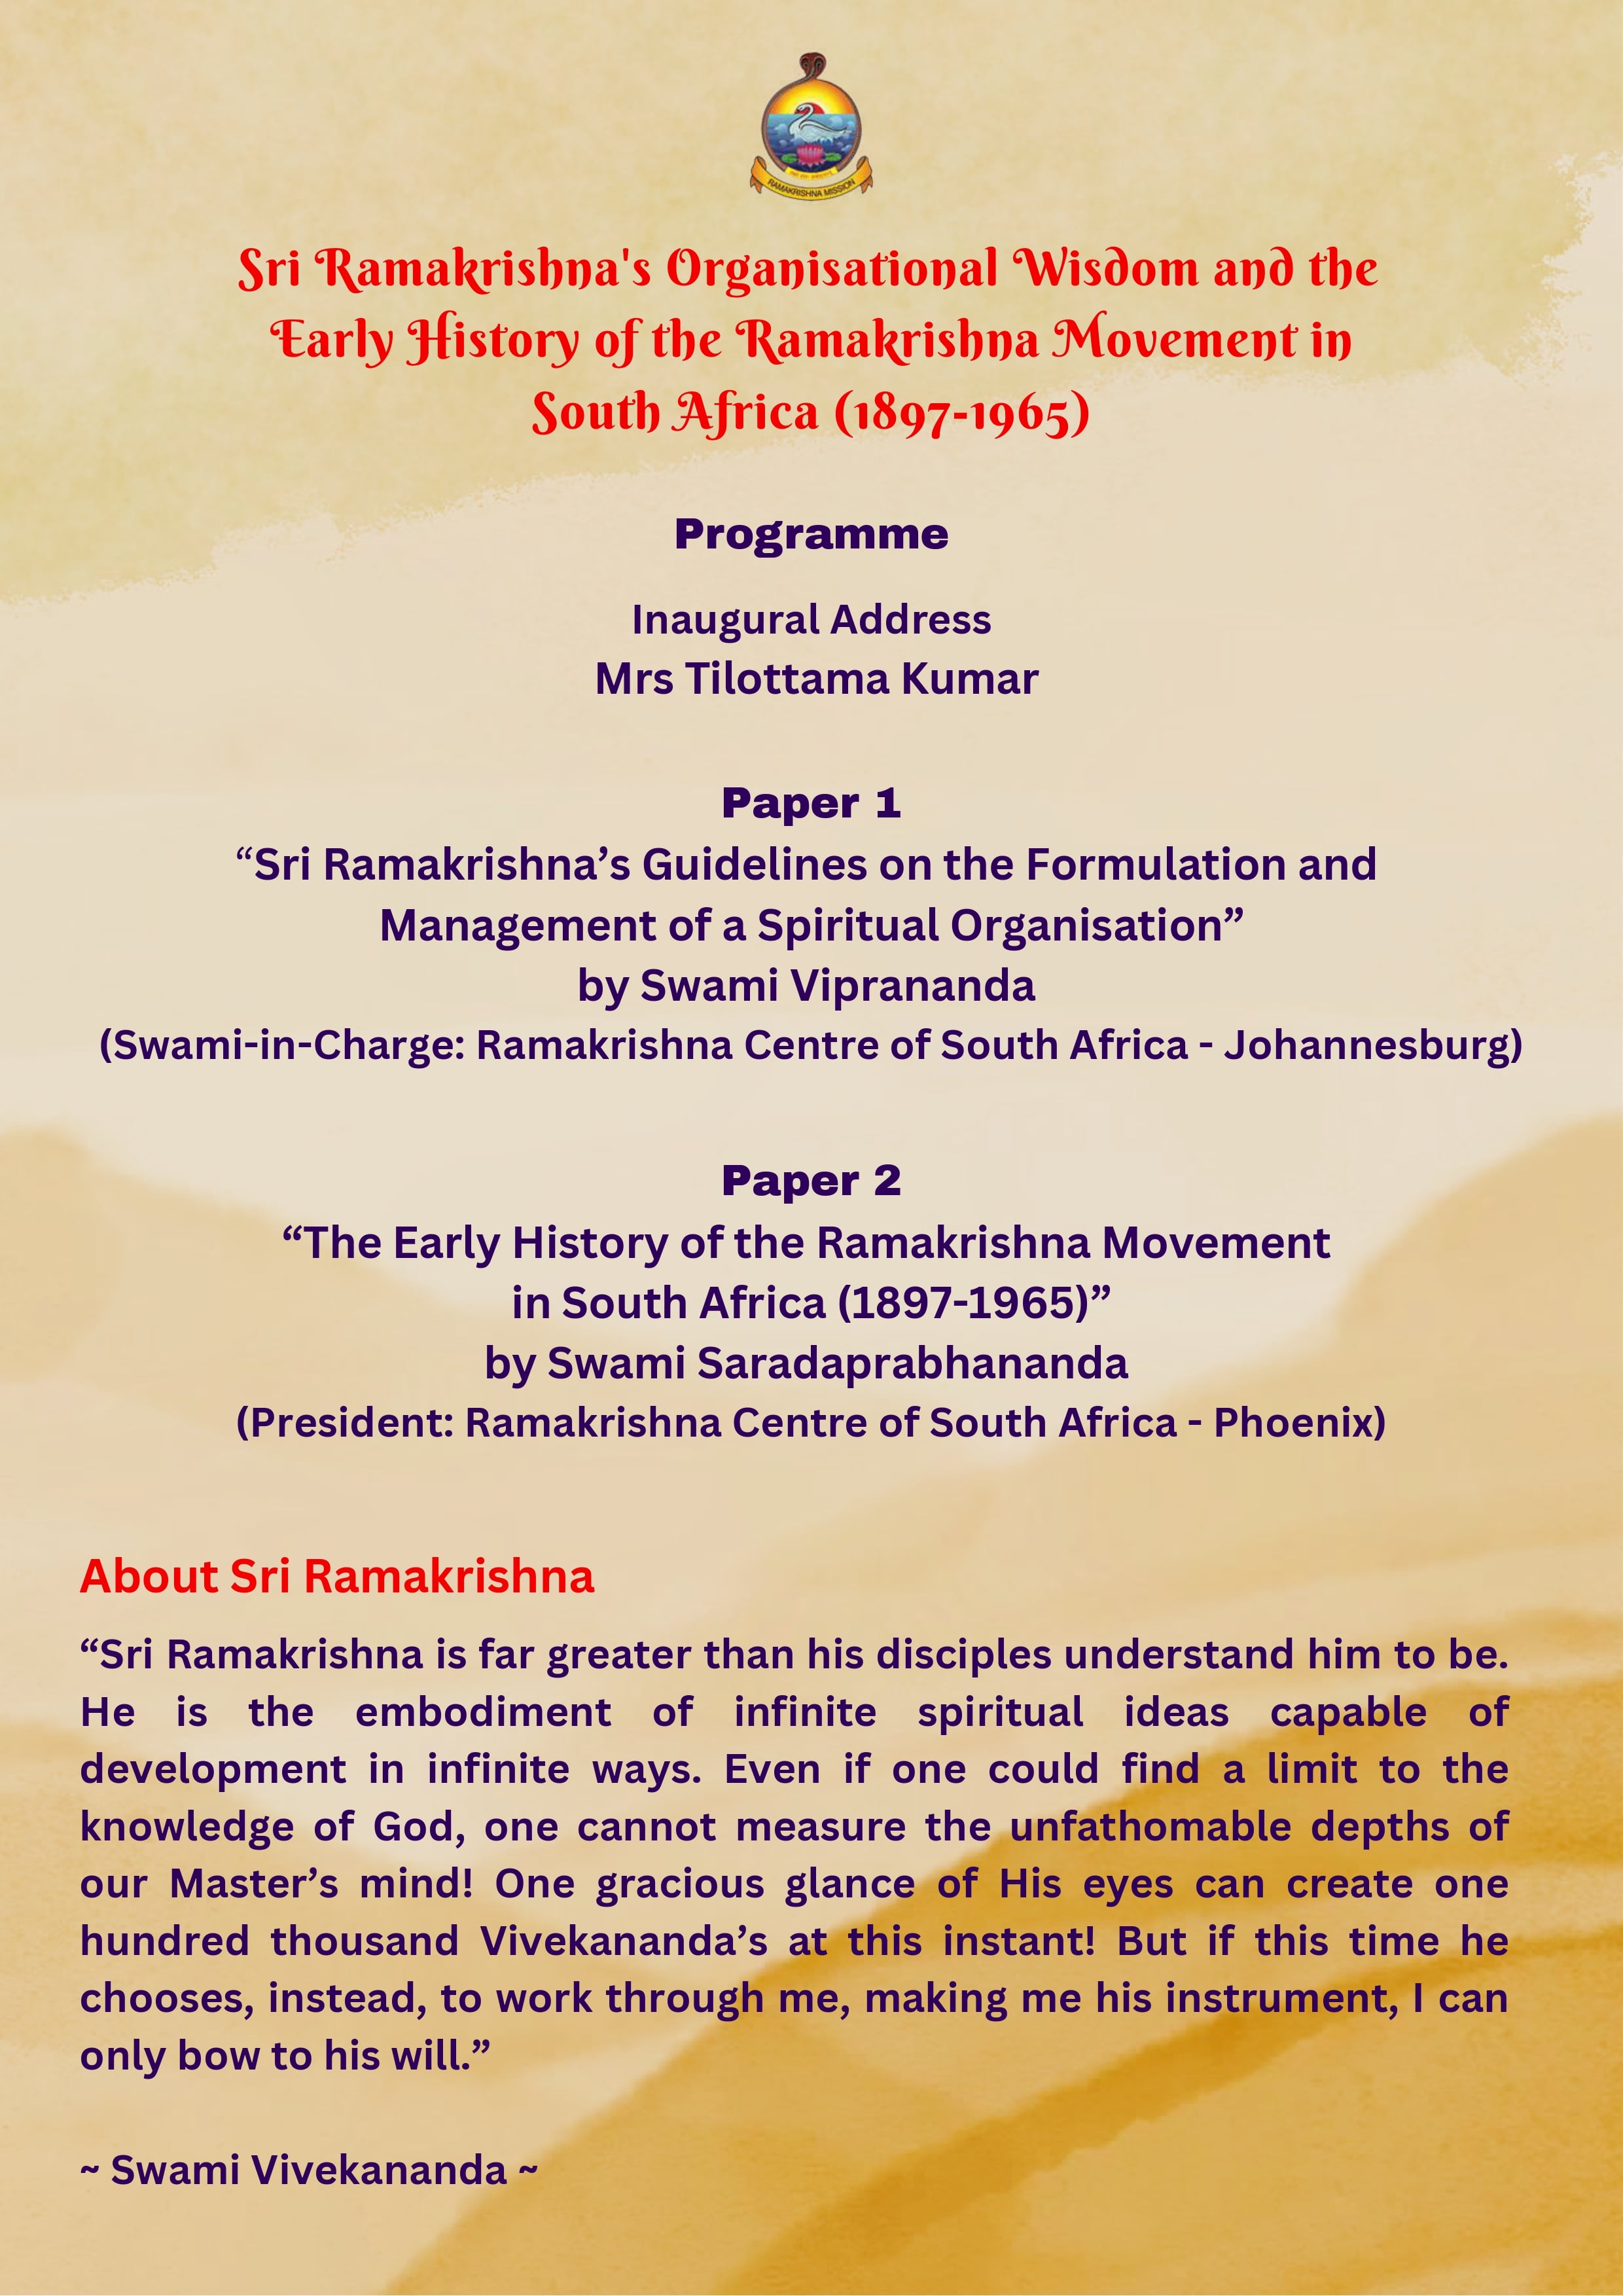 RAMAKRISHNA MISSION
Sri Ramakrishna's Organisational Wisdom and the
Early History of the Ramakrishna Movement in
South Africa (1897-1965)
Programme
Inaugural Address
Mrs Tilottama Kumar
Paper 1
“Sri Ramakrishna’s Guidelines on the Formulation and
Management of a Spiritual Organisation”
by Swami Viprananda
(Swami-in-Charge: Ramakrishna Centre of South Africa - Johannesburg)
Paper 2
“The Early History of the Ramakrishna Movement
in South Africa (1897-1965)”
by Swami Saradaprabhananda
(President: Ramakrishna Centre of South Africa - Phoenix)
About Sri Ramakrishna
“Sri Ramakrishna is far greater than his disciples understand him to be.
He is the embodiment of infinite spiritual ideas capable of
development in infinite ways. Even if one could find a limit to the
knowledge of God, one cannot measure the unfathomable depths of
our Master’s mind! One gracious glance of His eyes can create one
hundred thousand Vivekananda’s at this instant! But if this time he
chooses, instead, to work through me, making me his instrument, I can
only bow to his will.”
~ Swami Vivekananda ~